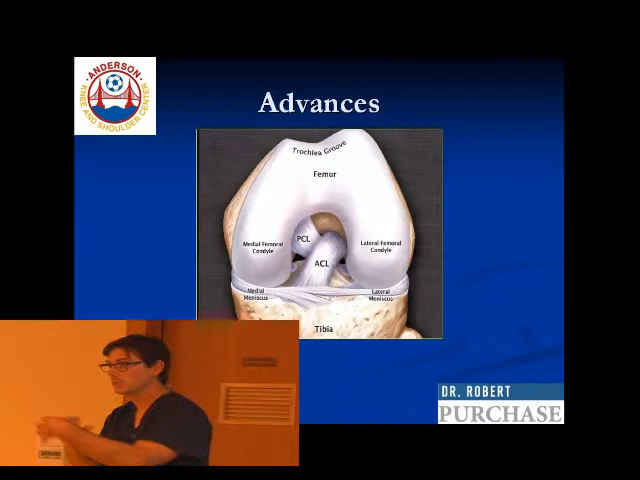 ANDERSON
KNEE AND SHOULDER CENTER
Advances
Trochlea Groove
Femur
Medial Femoral
Condyle
PCL
ACL
Lateral Femoral
Condyle
Medial
Meniscus
Lateral
Meniscus
Tibia
DR. ROBERT
PURCHASE